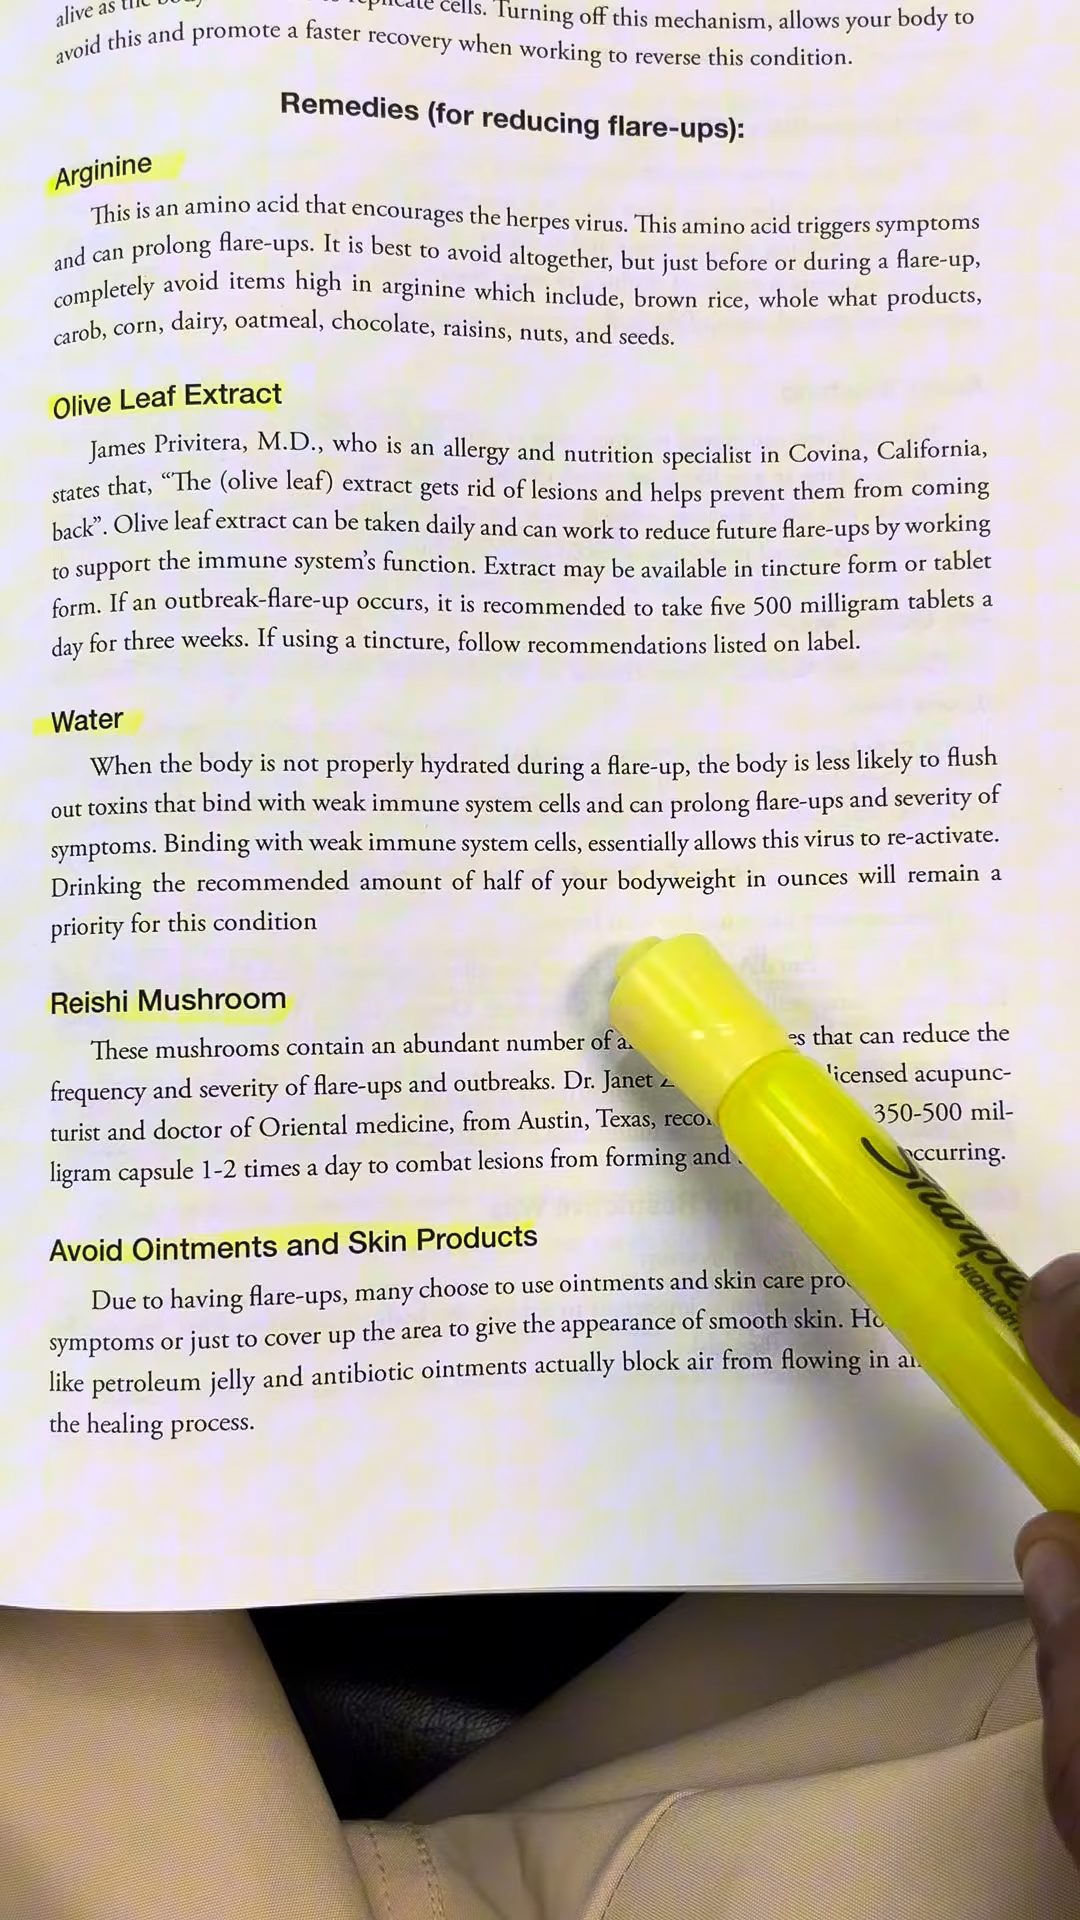 alive as the replicate cells. Turning off this mechanism, allows your body to
avoid this and promote a faster recovery when working to reverse this condition.
Remedies (for reducing flare-ups):
Arginine
This is an amino acid that encourages the herpes virus. This amino acid triggers symptoms
and can prolong flare-ups. It is best to avoid altogether, but just before or during a flare-up,
completely avoid items high in arginine which include, brown rice, whole what products,
carob, corn, dairy, oatmeal, chocolate, raisins, nuts, and seeds.
Olive Leaf Extract
James Privitera, M.D., who is an allergy and nutrition specialist in Covina, California,
states that, “The (olive leaf) extract gets rid of lesions and helps prevent them from coming
back”. Olive leaf extract can be taken daily and can work to reduce future flare-ups by working
to support the immune system’s function. Extract may be available in tincture form or tablet
form. If an outbreak-flare-up occurs, it is recommended to take five 500 milligram tablets a
day for three weeks. If using a tincture, follow recommendations listed on label.
Water
When the body is not properly hydrated during a flare-up, the body is less likely to flush
out toxins that bind with weak immune system cells and can prolong flare-ups and severity of
symptoms. Binding with weak immune system cells, essentially allows this virus to re-activate.
Drinking the recommended amount of half of your bodyweight in ounces will remain a
priority for this condition
Reishi Mushroom
These mushrooms contain an abundant number of that can reduce the
frequency and severity of flare-ups and outbreaks. Dr. Janet licensed acupunc-
turist and doctor of Oriental medicine, from Austin, Texas, 350-500 mil-
ligram capsule 1-2 times a day to combat lesions from forming and occurring.
Avoid Ointments and Skin Products
Due to having flare-ups, many choose to use ointments and skin care
symptoms or just to cover up the area to give the appearance of smooth skin.
like petroleum jelly and antibiotic ointments actually block air from flowing in
the healing process.
Sharpie
HIGHLIGHTER